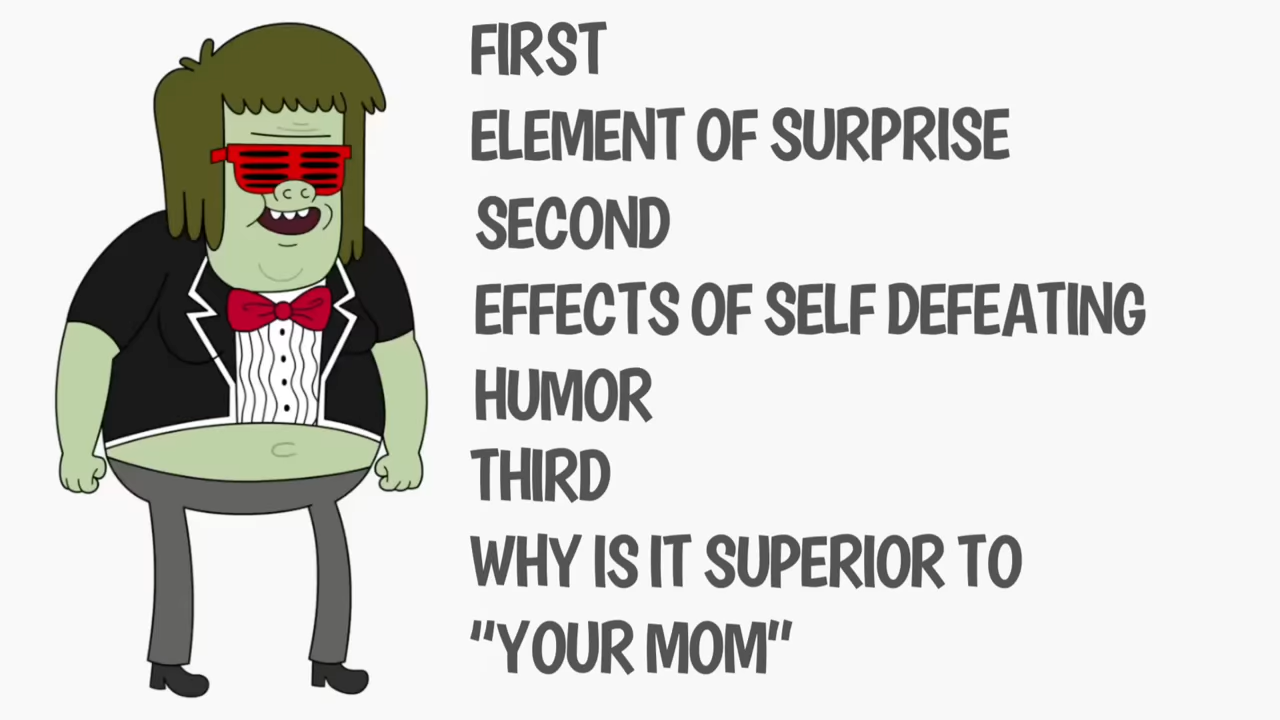 FIRST
ELEMENT OF SURPRISE
SECOND
EFFECTS OF SELF DEFEATING
HUMOR
THIRD
WHY IS IT SUPERIOR TO
"YOUR MOM"